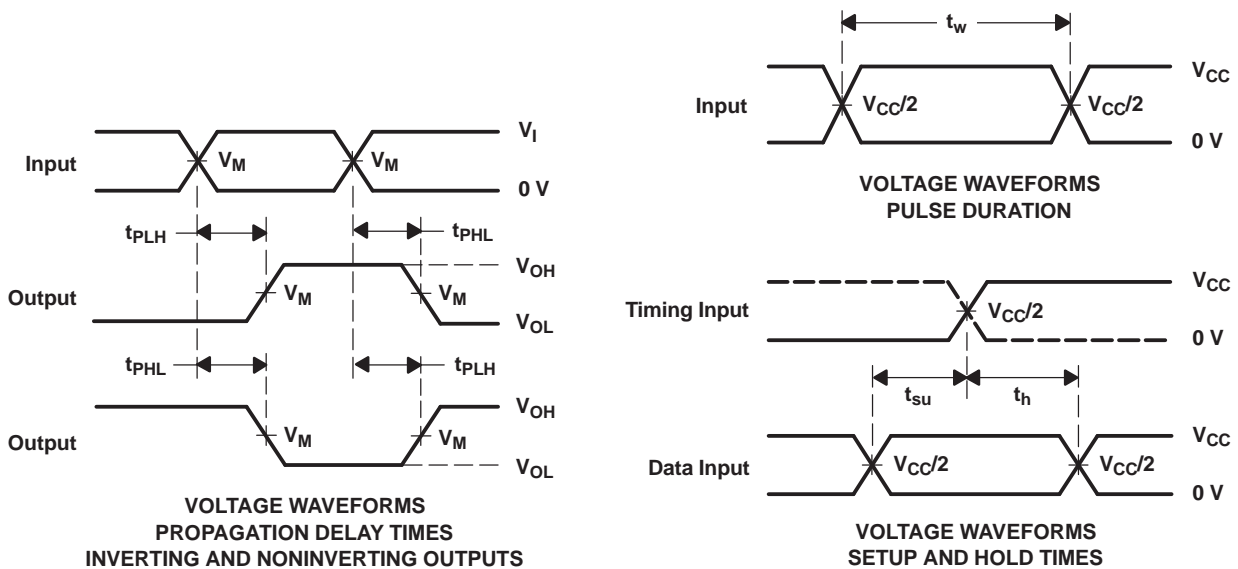 Input
V_M
V_M
V_I
0 V
t_PLH
t_PHL
Output
V_M
V_M
V_OH
V_OL
t_PHL
t_PLH
Output
V_M
V_M
V_OH
V_OL
VOLTAGE WAVEFORMS
PROPAGATION DELAY TIMES
INVERTING AND NONINVERTING OUTPUTS
t_w
Input
V_CC/2
V_CC/2
V_CC
0 V
VOLTAGE WAVEFORMS
PULSE DURATION
Timing Input
V_CC/2
V_CC
0 V
t_su
t_h
Data Input
V_CC/2
V_CC/2
V_CC
0 V
VOLTAGE WAVEFORMS
SETUP AND HOLD TIMES